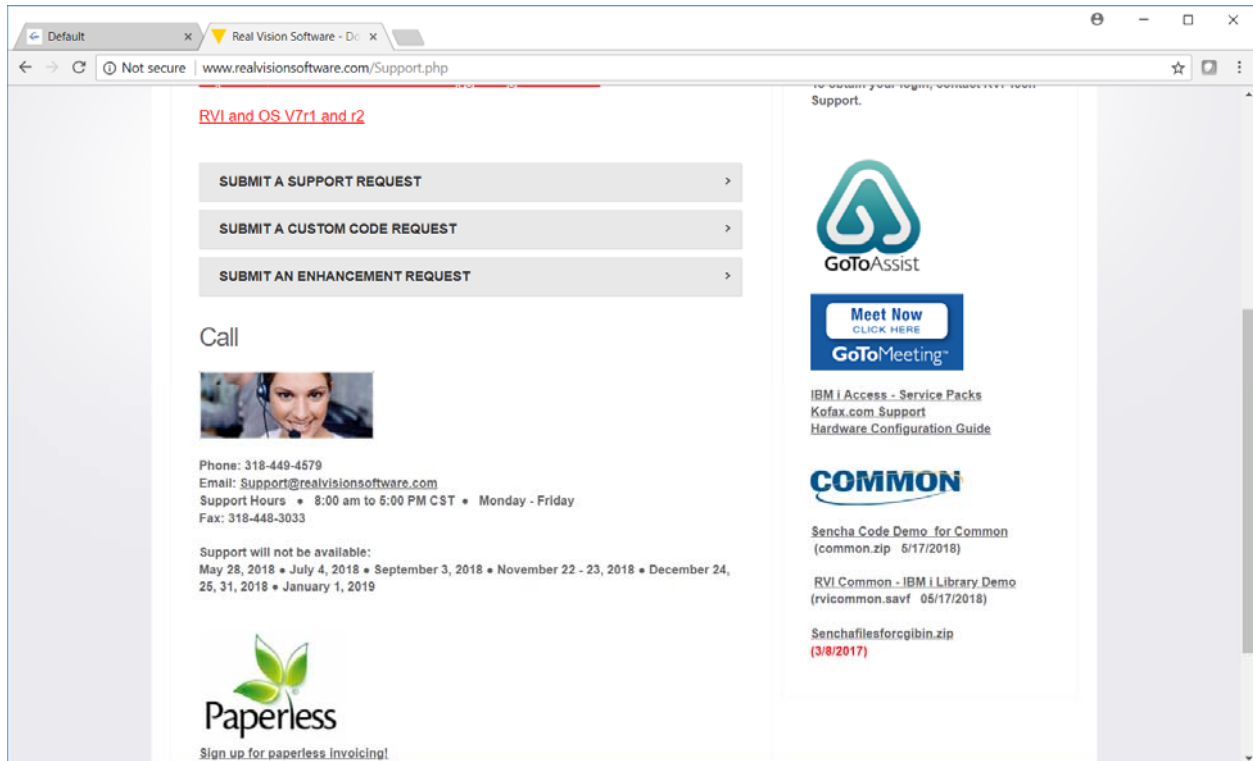 Default
Real Vision Software - Do
Not secure
www.realvisionsoftware.com/Support.php
RVI and OS V7r1 and r2
SUBMIT A SUPPORT REQUEST
SUBMIT A CUSTOM CODE REQUEST
SUBMIT AN ENHANCEMENT REQUEST
Call
Phone: 318-449-4579
Email: Support@realvisionsoftware.com
Support Hours ● 8:00 am to 5:00 PM CST ● Monday - Friday
Fax: 318-448-3033
Support will not be available:
May 28, 2018 ● July 4, 2018 ● September 3, 2018 ● November 22 - 23, 2018 ● December 24,
25, 31, 2018 ● January 1, 2019
Paperless
Sign up for paperless invoicing!
Support.
GoToAssist
Meet Now
CLICK HERE
GoToMeeting™
IBM i Access - Service Packs
Kofax.com Support
Hardware Configuration Guide
COMMON
Sencha Code Demo for Common
(common.zip 5/17/2018)
RVI Common - IBM i Library Demo
(rvicommon.savf 05/17/2018)
Senchafilesforcgibin.zip
(3/8/2017)